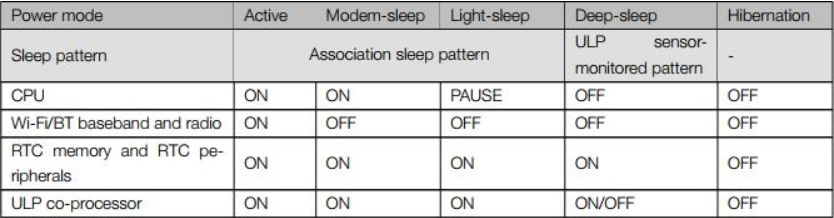 Power mode Active Modem-sleep Light-sleep Deep-sleep Hibernation
Sleep pattern Association sleep pattern ULP sensor-
monitored pattern -
CPU ON ON PAUSE OFF OFF
Wi-Fi/BT baseband and radio ON OFF OFF OFF OFF
RTC memory and RTC pe-
ripherals ON ON ON ON OFF
ULP co-processor ON ON ON ON/OFF OFF